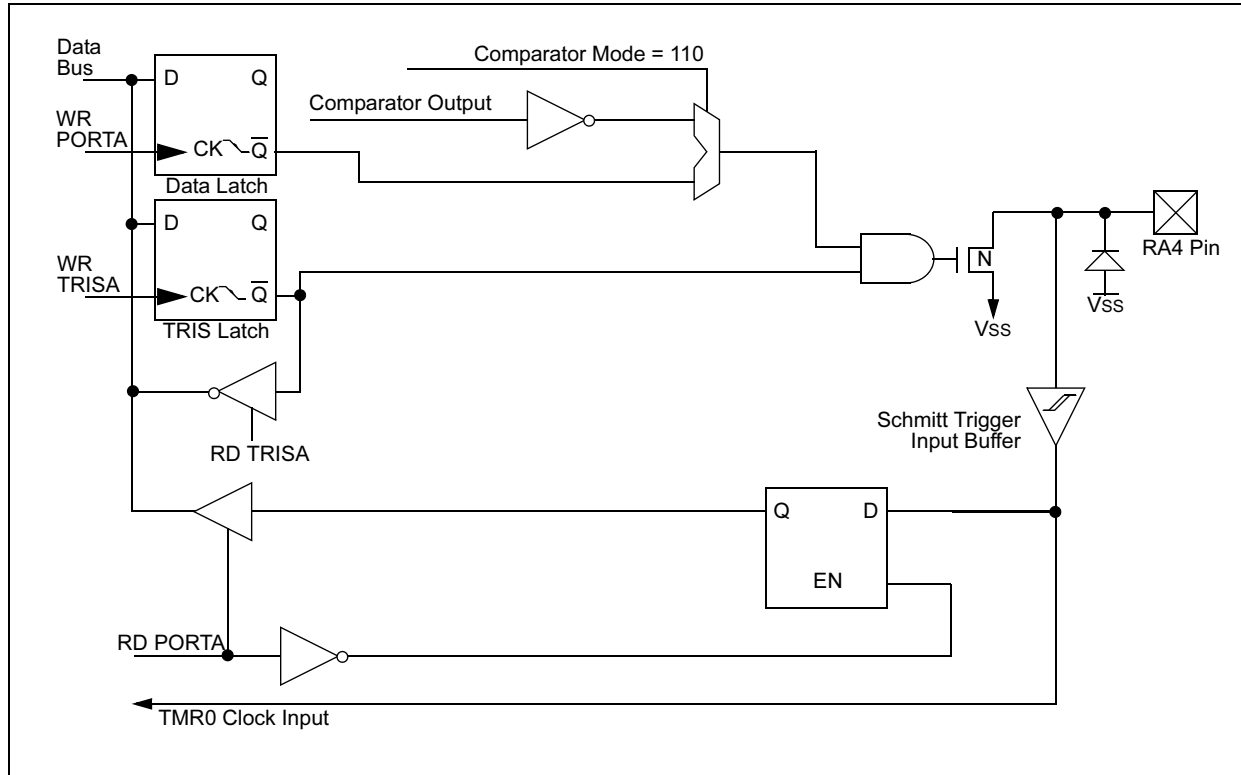 Data
Bus
D
Q
Comparator Mode = 110
Comparator Output
WR
PORTA
CK
Q̅
Data Latch
D
Q
WR
TRISA
CK
Q̅
TRIS Latch
N
VSS
RA4 Pin
VSS
RD TRISA
Schmitt Trigger
Input Buffer
Q
D
EN
RD PORTA
TMR0 Clock Input